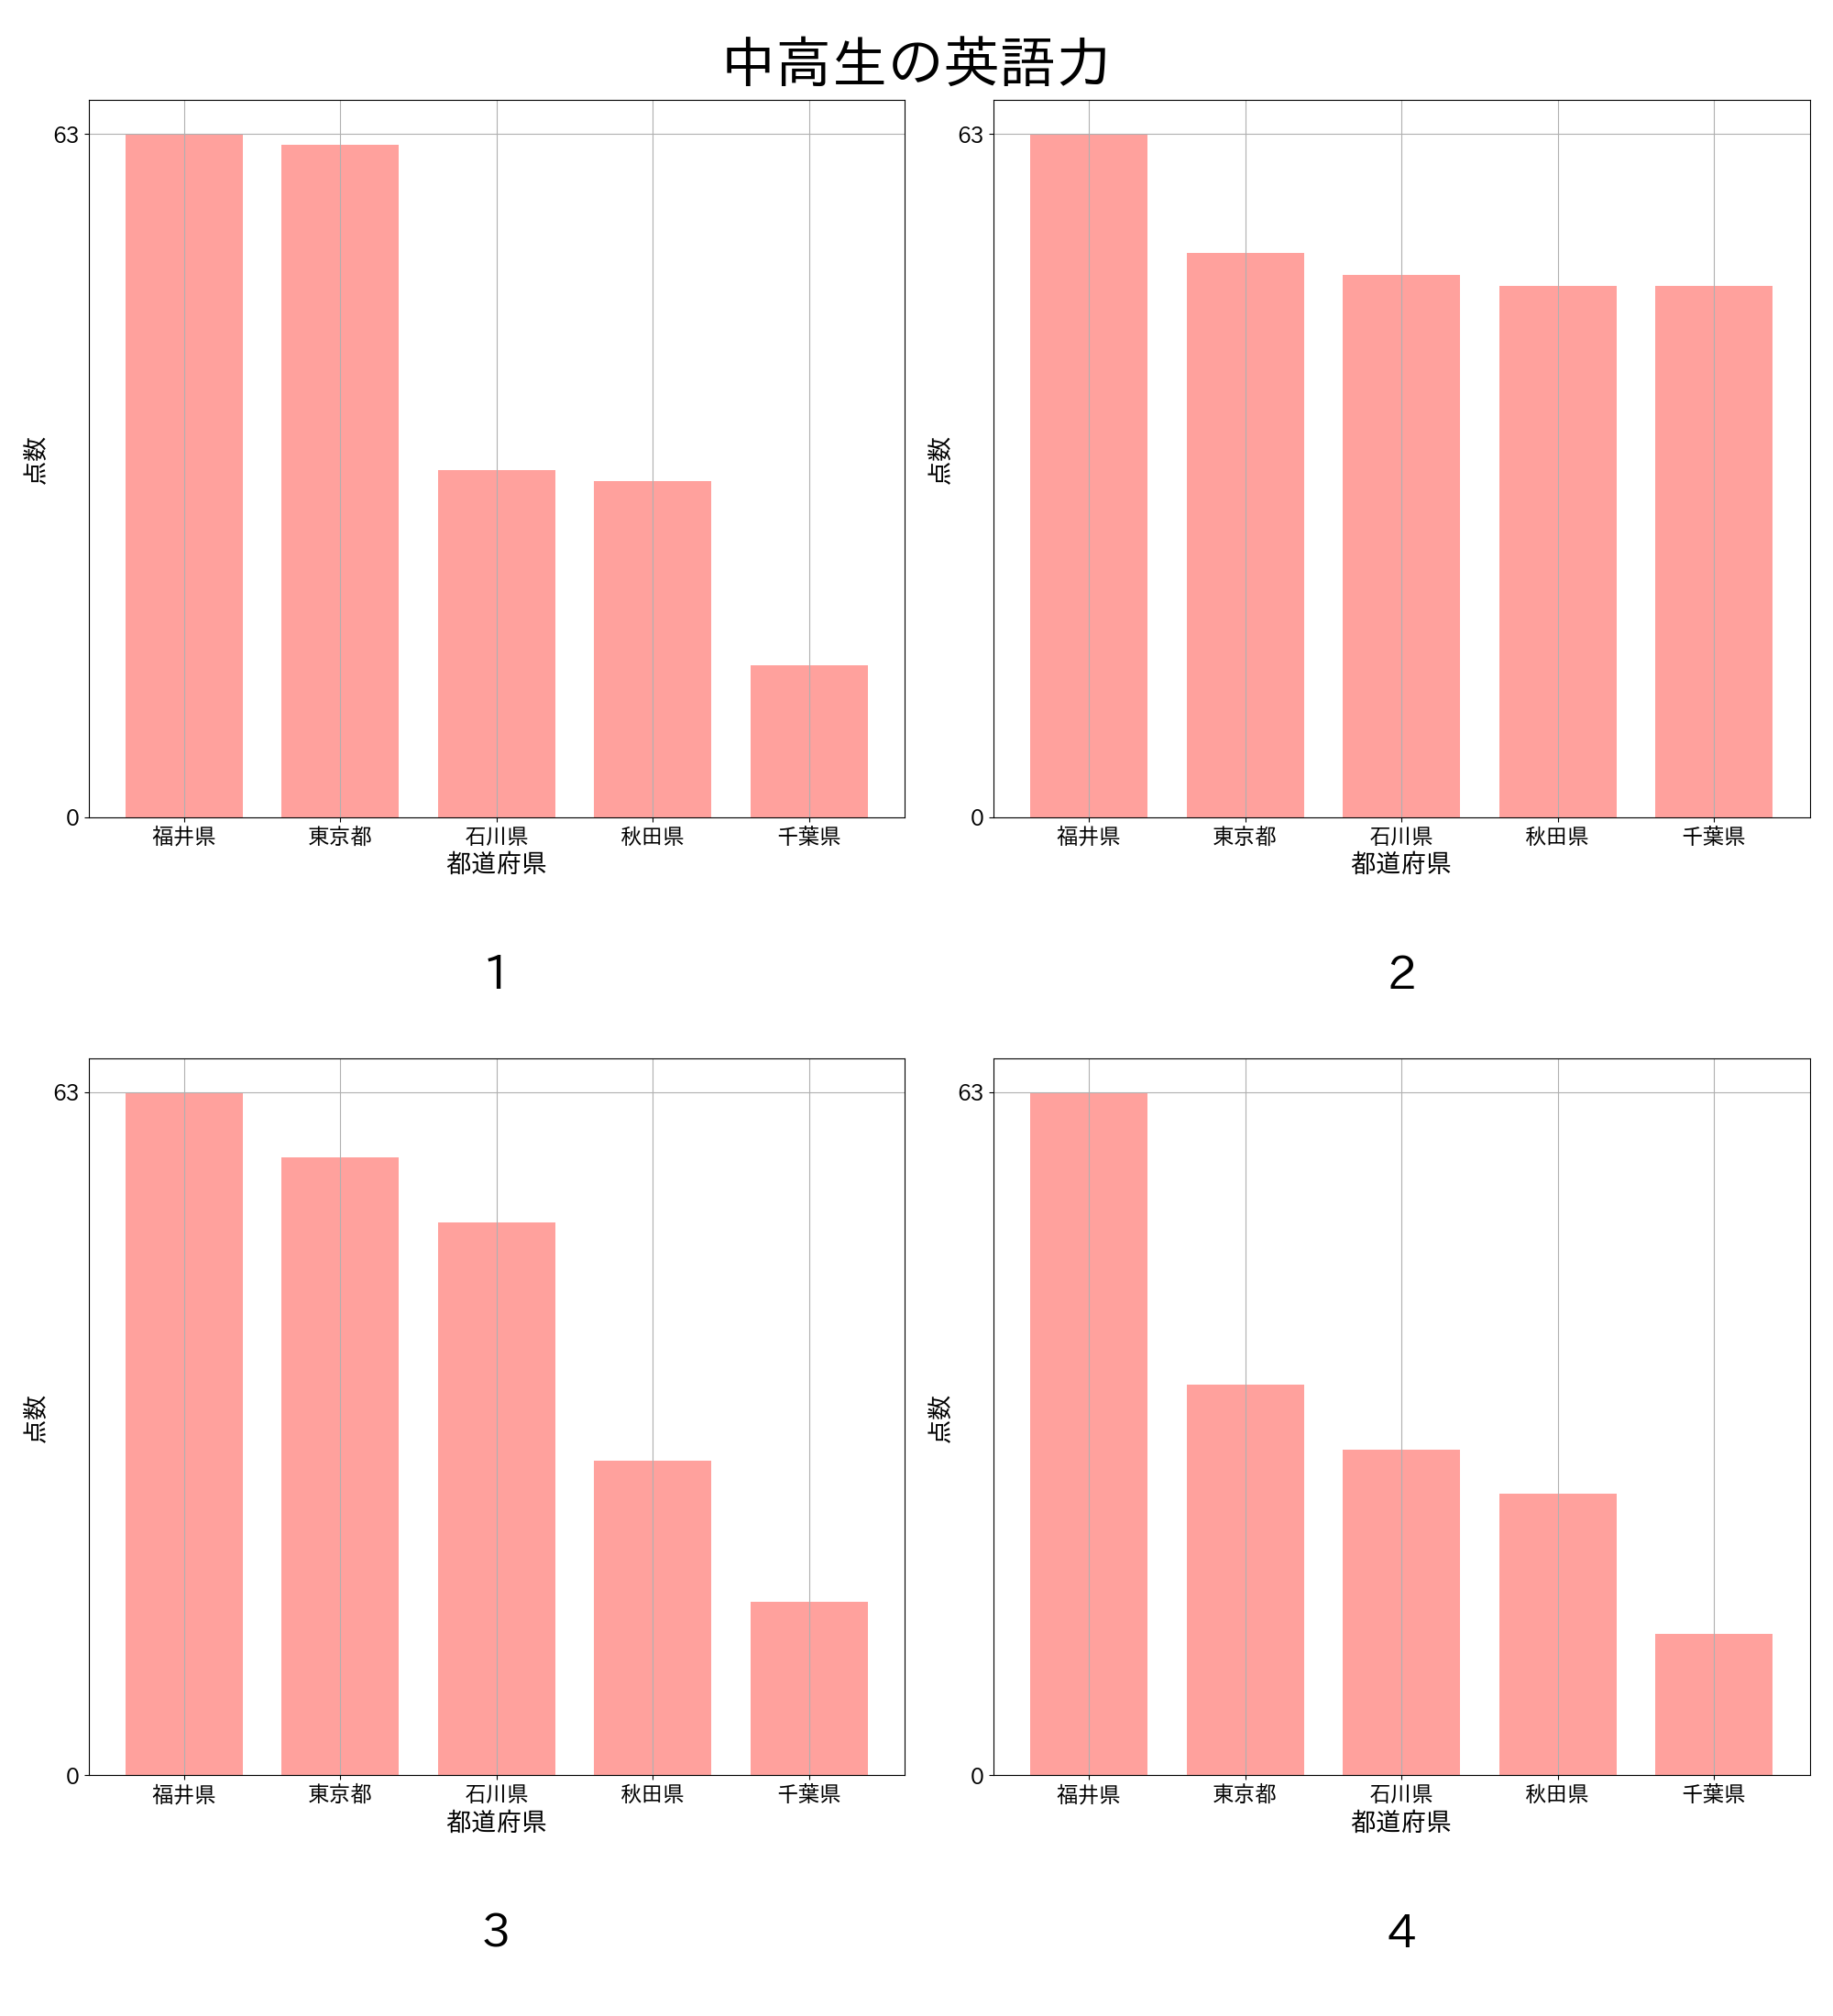 中高生の英語力
63
0
点数
福井県 東京都 石川県 秋田県 千葉県
都道府県
1
63
0
点数
福井県 東京都 石川県 秋田県 千葉県
都道府県
2
63
0
点数
福井県 東京都 石川県 秋田県 千葉県
都道府県
3
63
0
点数
福井県 東京都 石川県 秋田県 千葉県
都道府県
4